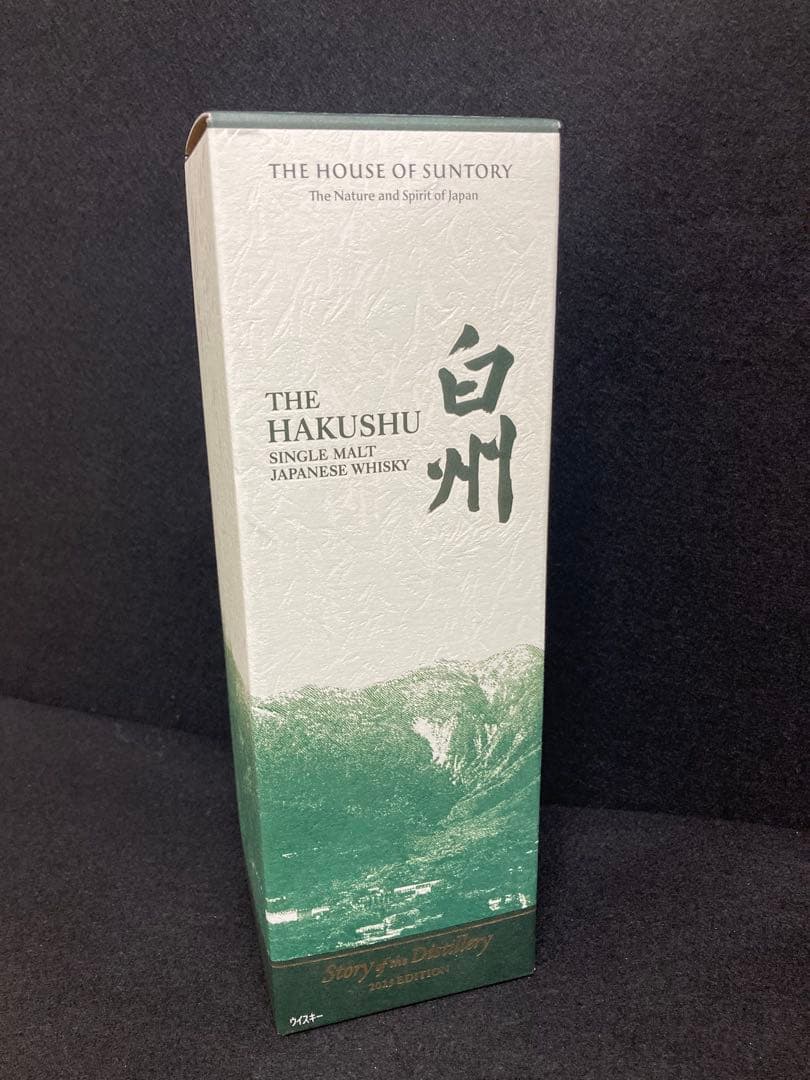 THE HOUSE OF SUNTORY
The Nature and Spirit of Japan
白州
THE
HAKUSHU
SINGLE MALT
JAPANESE WHISKY
Story of the Distillery
EDITION
ウイスキー